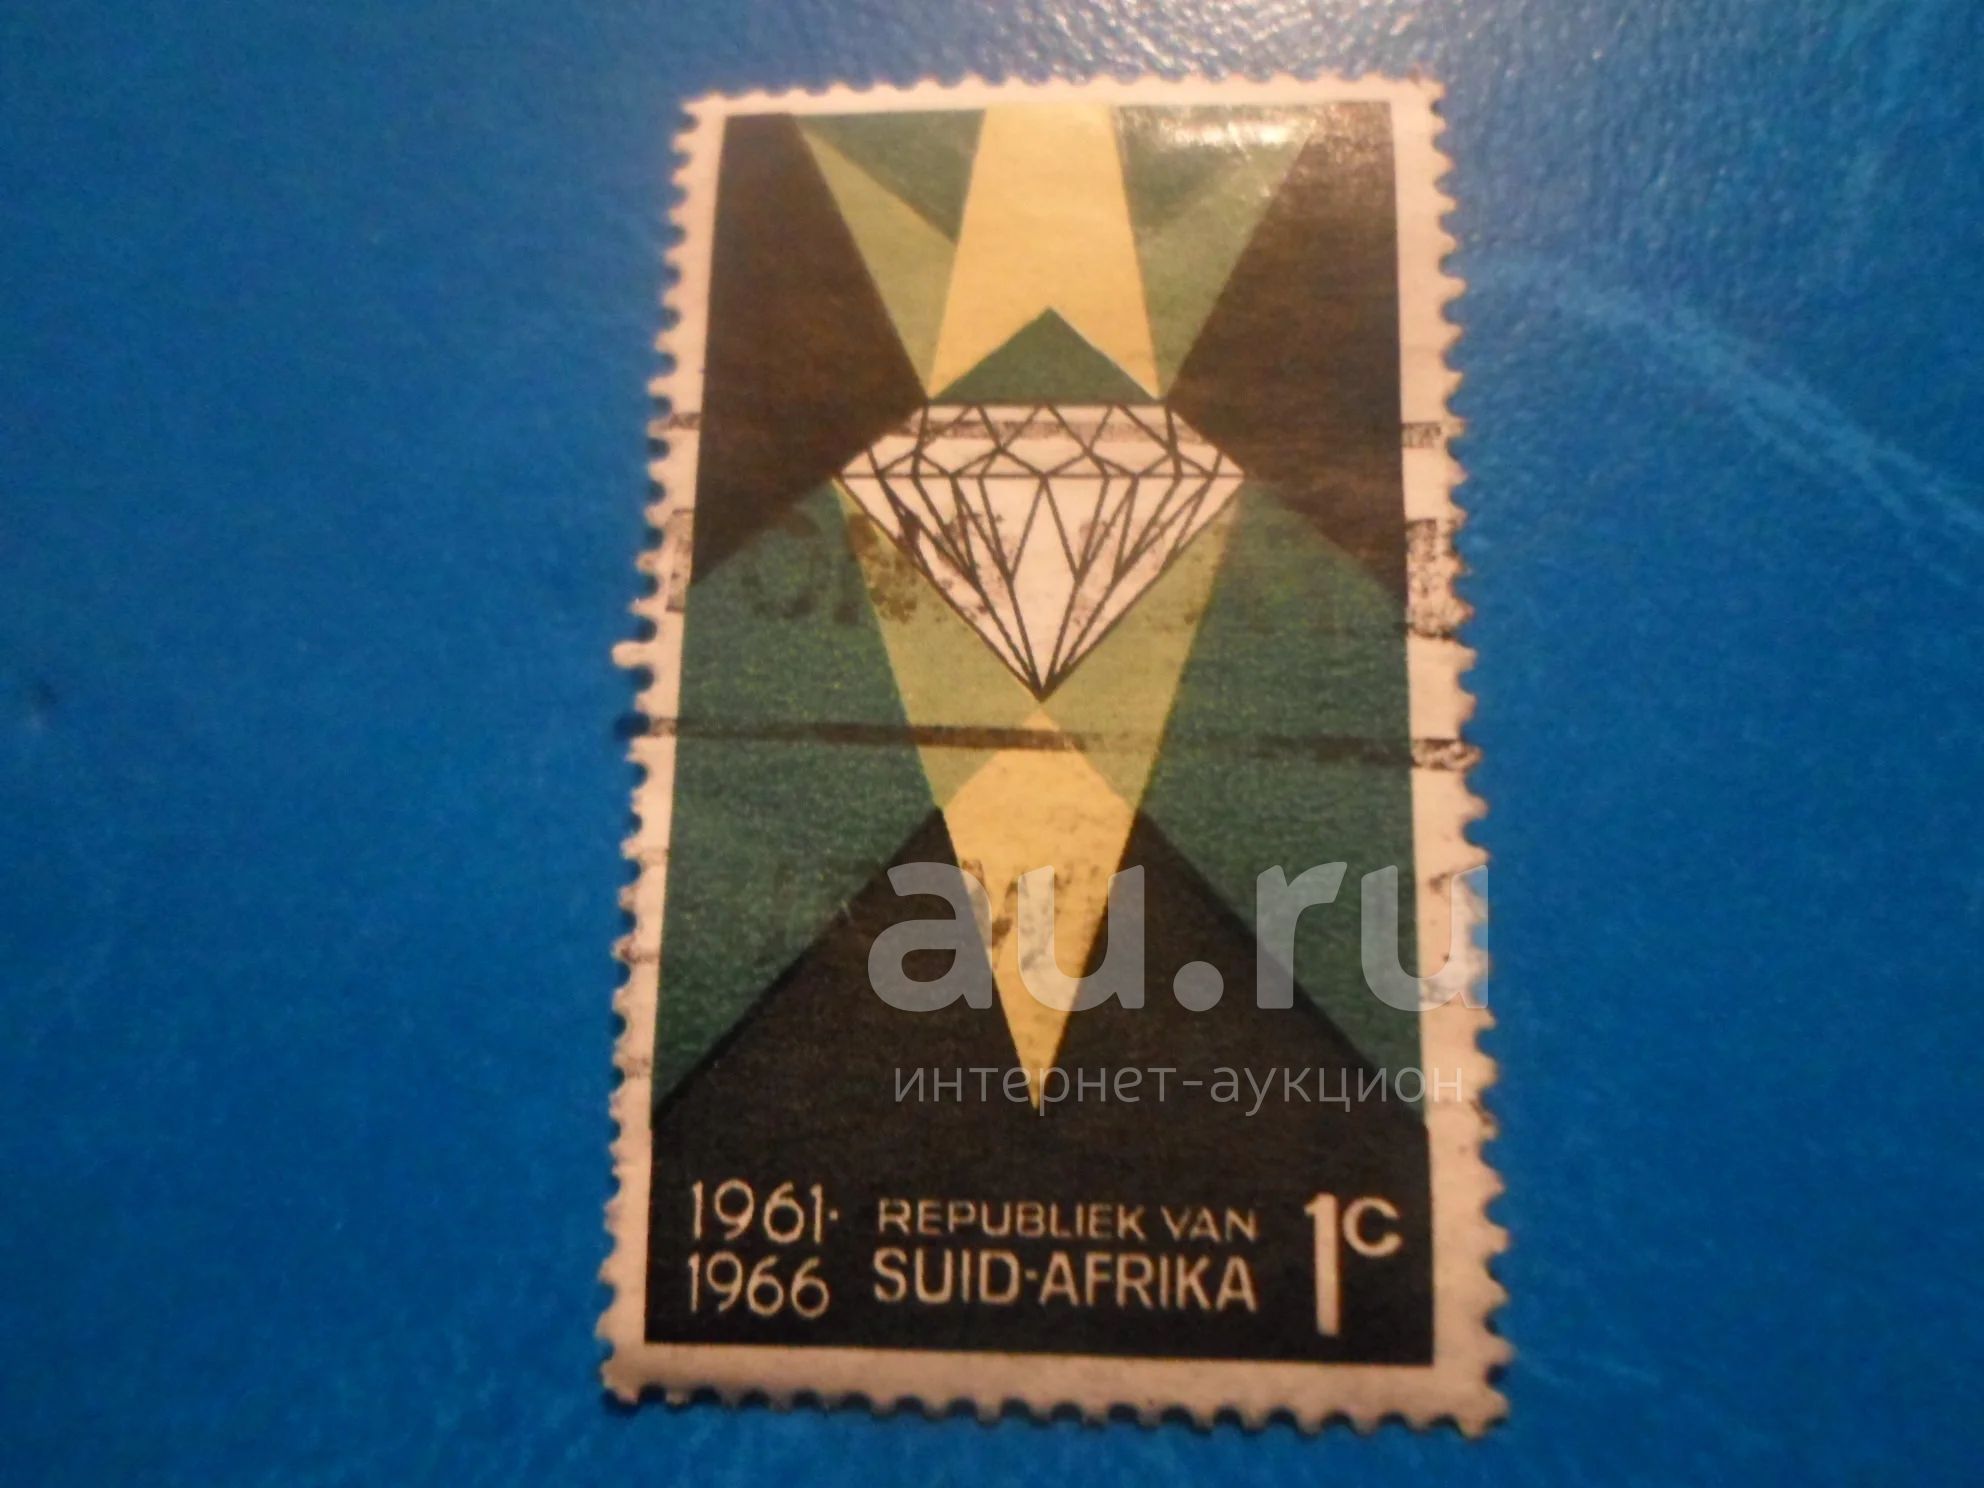 au.ru
интернет-аукцион
1961-
1966
REPUBLIEK VAN
SUID-AFRIKA
1c